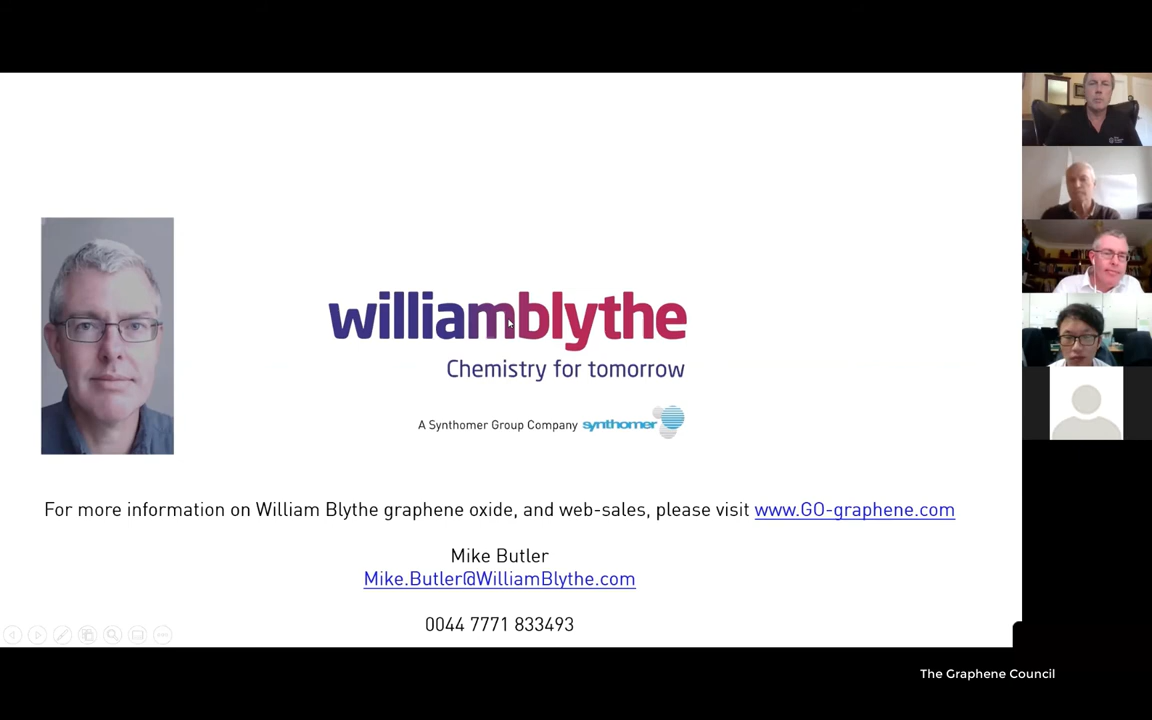 williamblythe
Chemistry for tomorrow
A Synthomer Group Company synthomer
For more information on William Blythe graphene oxide, and web-sales, please visit www.GO-graphene.com
Mike Butler
Mike.Butler@WilliamBlythe.com
0044 7771 833493
The Graphene Council